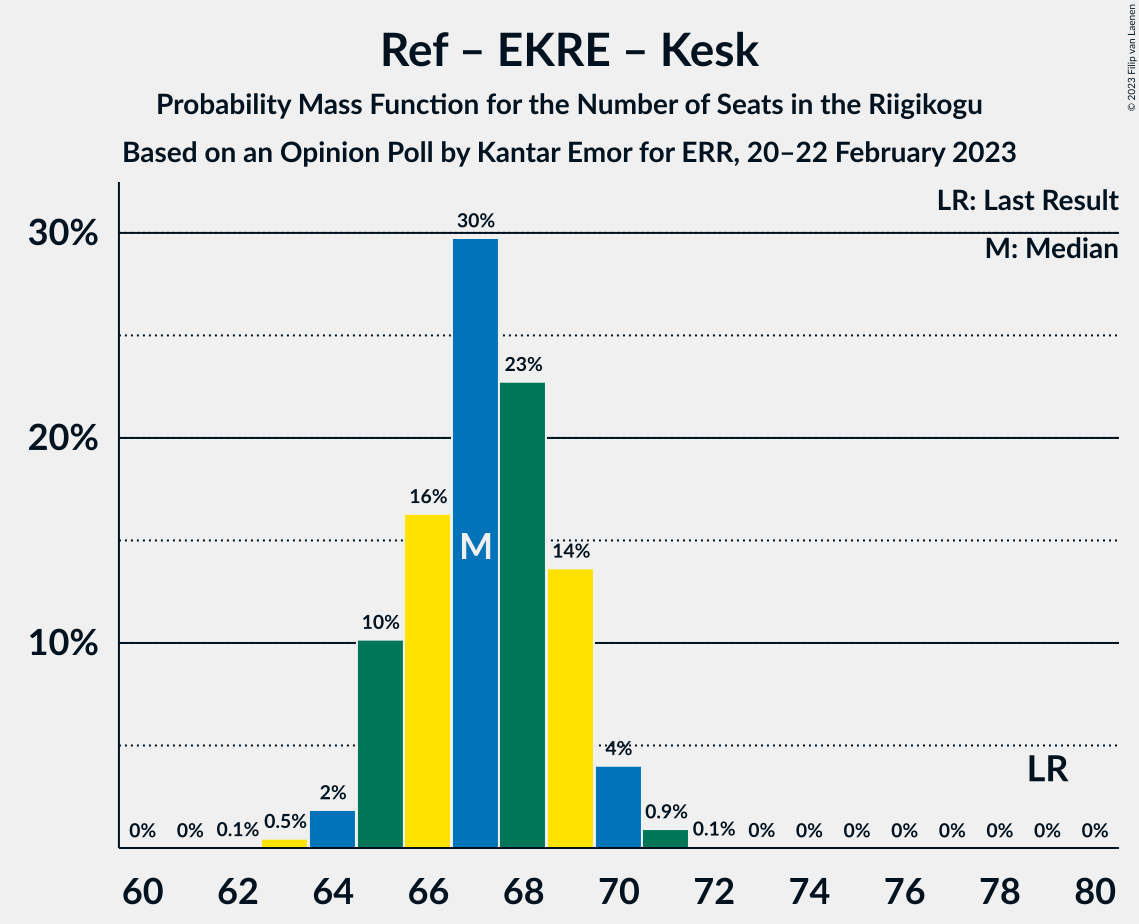 Ref – EKRE – Kesk
Probability Mass Function for the Number of Seats in the Riigikogu
Based on an Opinion Poll by Kantar Emor for ERR, 20–22 February 2023
© 2023 Filip van Laenen
LR: Last Result
M: Median
30%
20%
10%
0% 0% 0.1% 0.5% 2% 10% 16% 30% 23% 14% 4% 0.9% 0.1% 0% 0% 0% 0% 0% 0% 0% 0%
M
LR
60 62 64 66 68 70 72 74 76 78 80